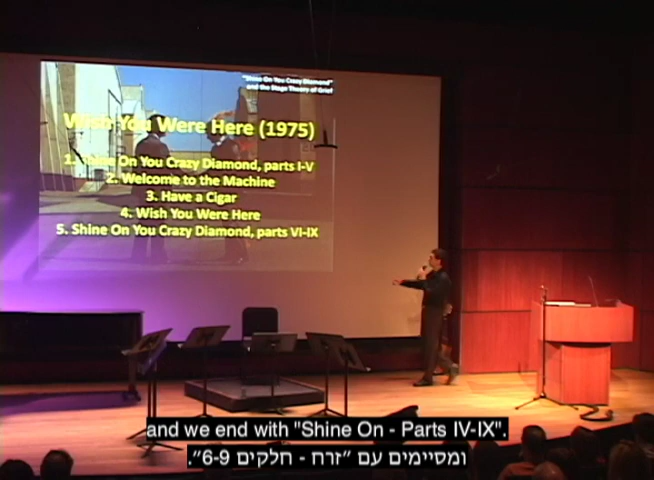 "Shine On You Crazy Diamond"
and the Stage Theory of Grief
Wish You Were Here (1975)
1. Shine On You Crazy Diamond, parts I-V
2. Welcome to the Machine
3. Have a Cigar
4. Wish You Were Here
5. Shine On You Crazy Diamond, parts VI-IX
and we end with "Shine On - Parts IV-IX".
ומסיימים עם ״זרח - חלקים 6-9״.